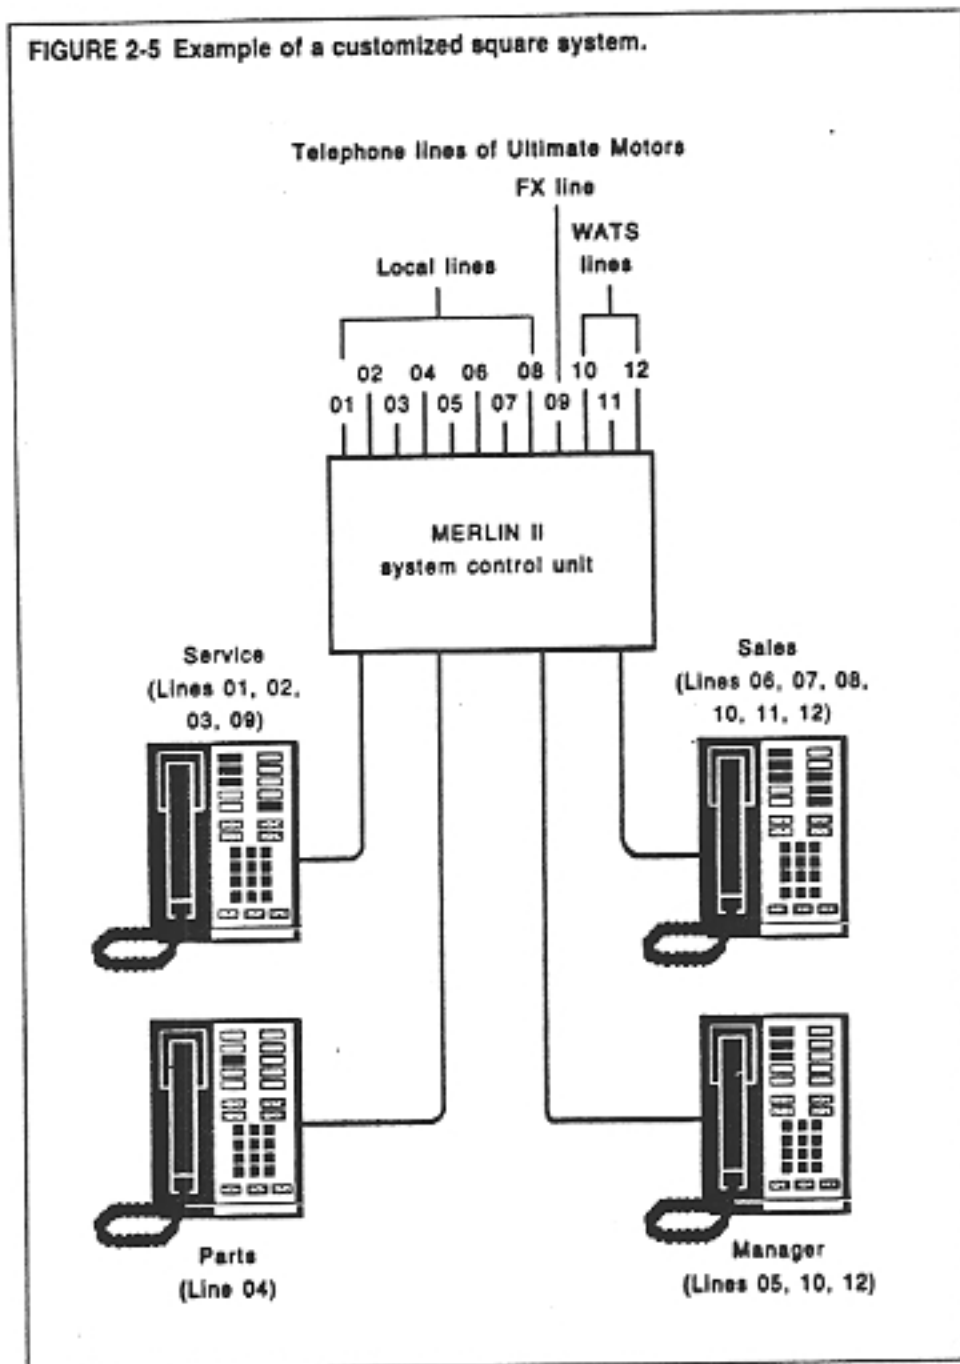 FIGURE 2-5 Example of a customized square system.
Telephone lines of Ultimate Motors
FX line
WATS
lines
Local lines
02 04 06 08 10 12
01 03 05 07 09 11
MERLIN II
system control unit
Service
(Lines 01, 02,
03, 09)
Sales
(Lines 06, 07, 08,
10, 11, 12)
Parts
(Line 04)
Manager
(Lines 05, 10, 12)